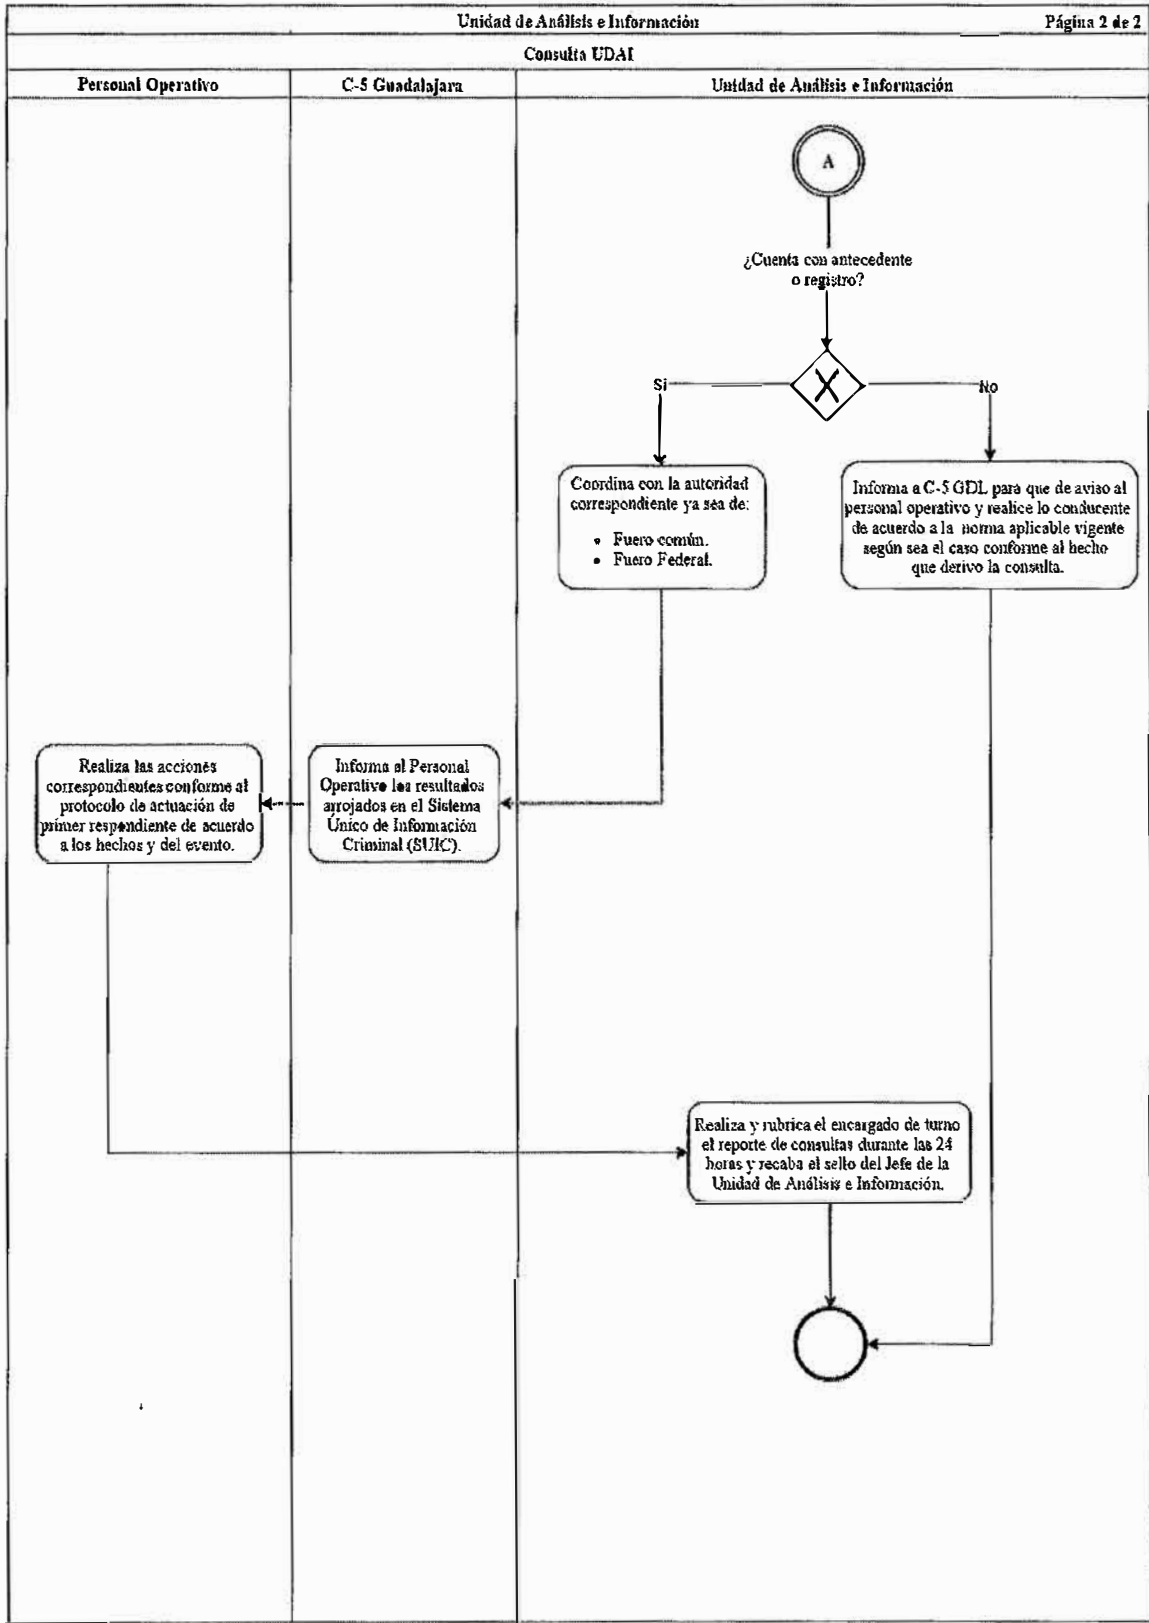 Unidad de Análisis e Información
Página 2 de 2
Consulta UDAI
Personal Operativo
C-5 Guadalajara
Unidad de Análisis e Información
A
¿Cuenta con antecedente
o registro?
Si
No
X
Coordina con la autoridad
correspondiente ya sea de:
• Fuero común.
• Fuero Federal.
Informa a C-5 GDL para que de aviso al
personal operativo y realice lo conducente
de acuerdo a la norma aplicable vigente
según sea el caso conforme al hecho
que derivo la consulta.
Realiza las acciones
correspondientes conforme al
protocolo de actuación de
primer respondiente de acuerdo
a los hechos y del evento.
Informa al Personal
Operativo los resultados
arrojados en el Sistema
Único de Información
Criminal (SUIC).
Realiza y rubrica el encargado de turno
el reporte de consultas durante las 24
horas y recaba el sello del Jefe de la
Unidad de Análisis e Información.